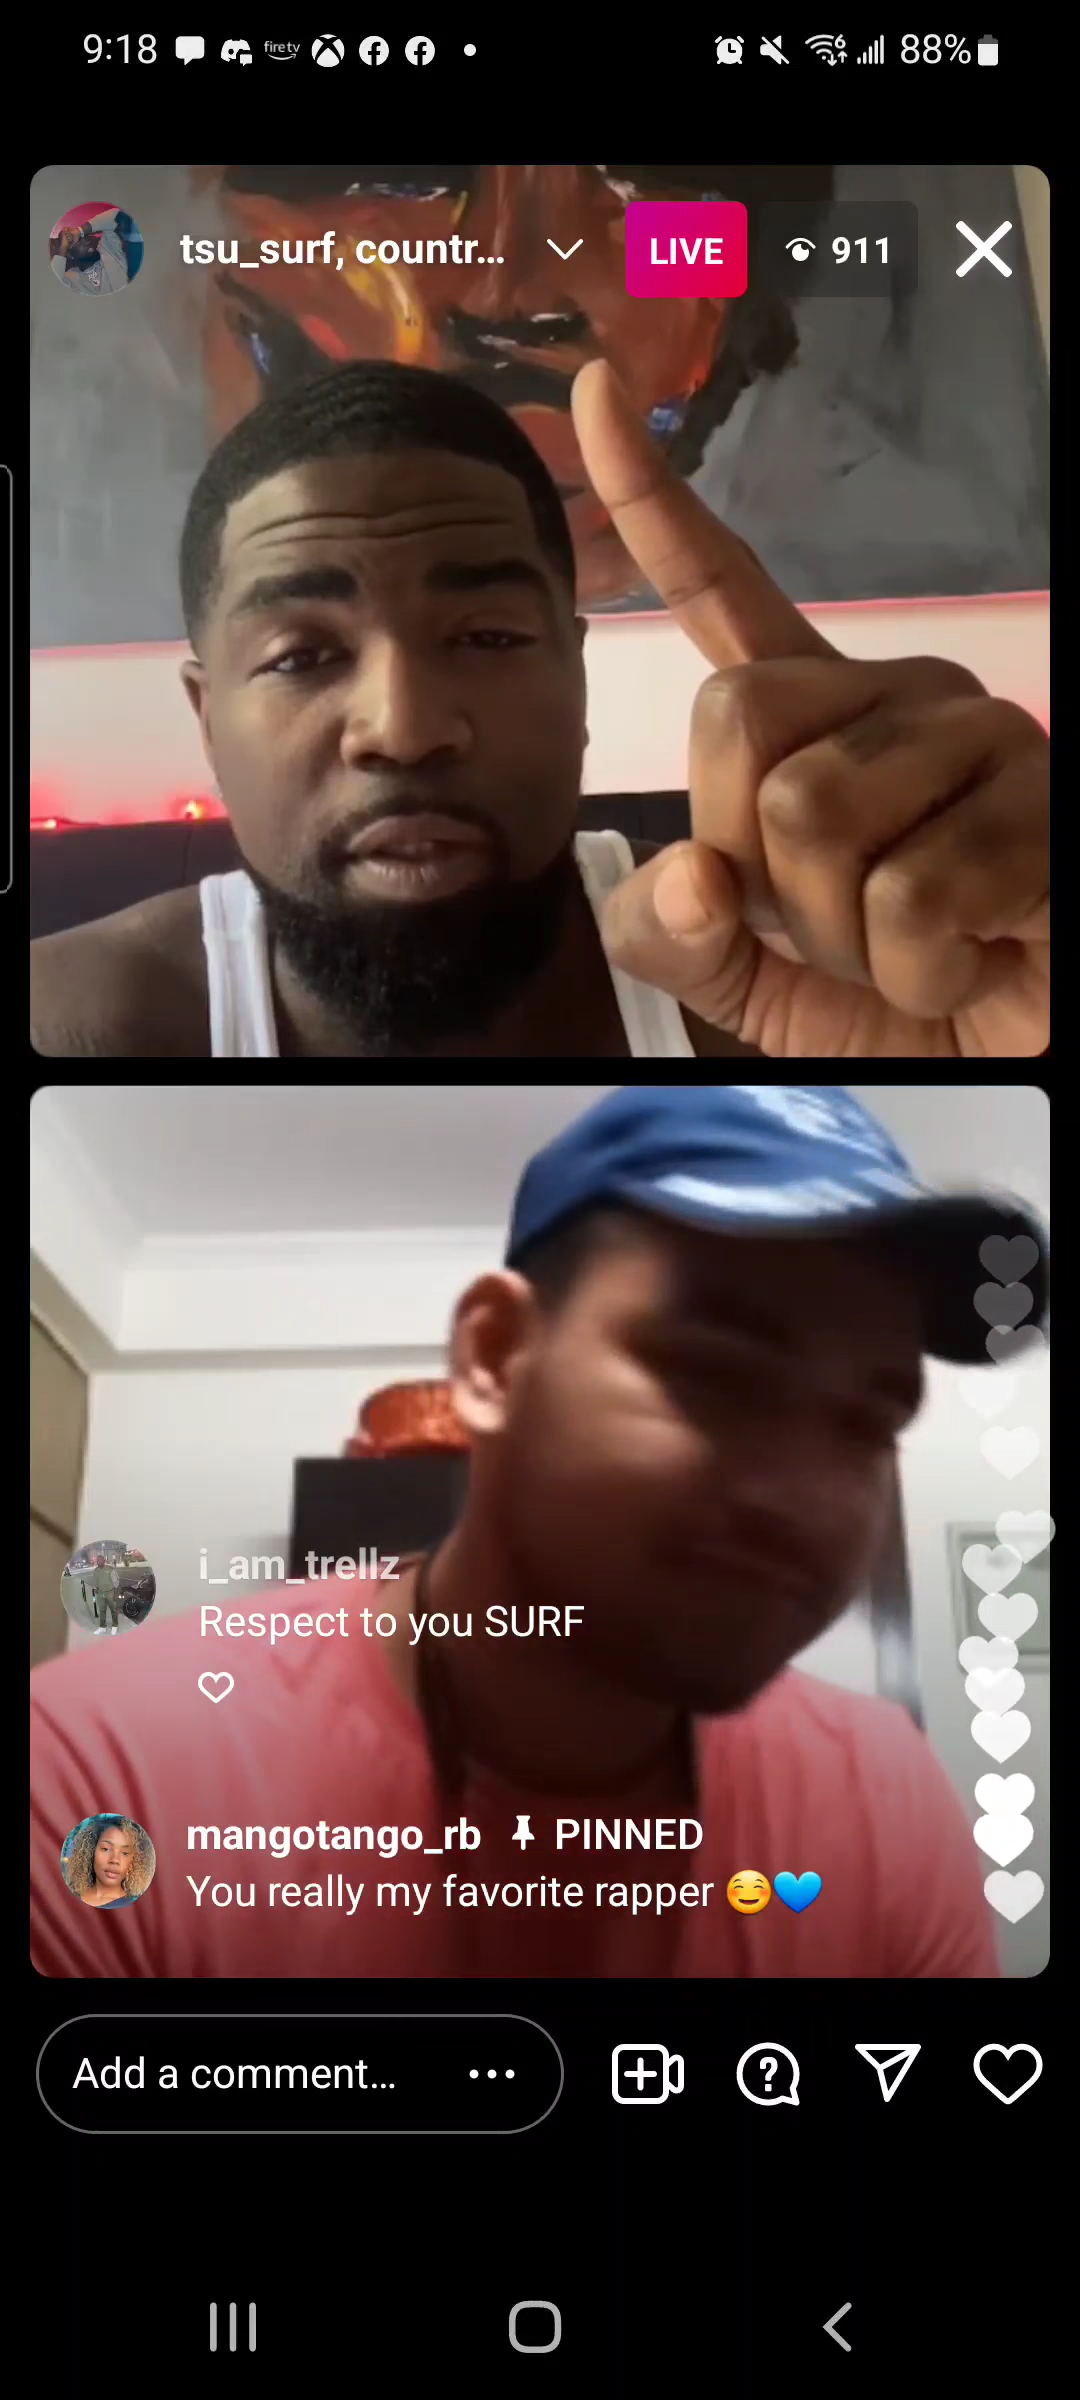 9:18 firetv 88%
tsu_surf, countr... LIVE 911
i_am_trellz
Respect to you SURF
mangotango_rb PINNED
You really my favorite rapper 😊💙
Add a comment...